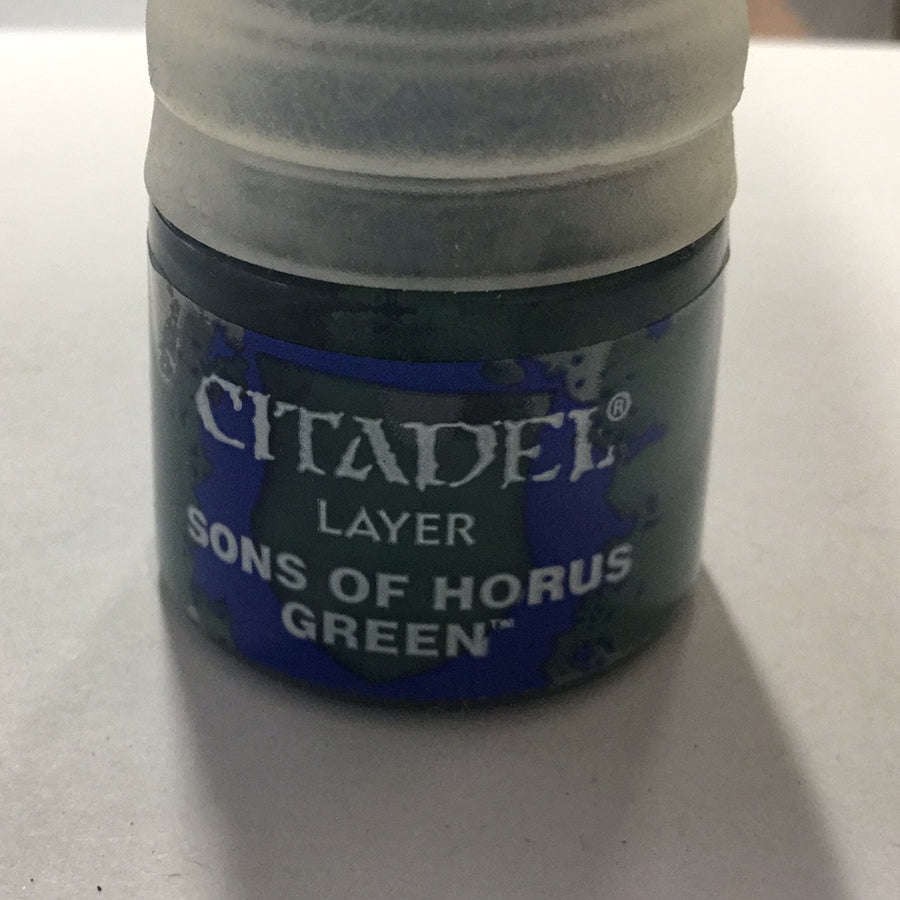 CITADEL®
LAYER
SONS OF HORUS
GREEN™